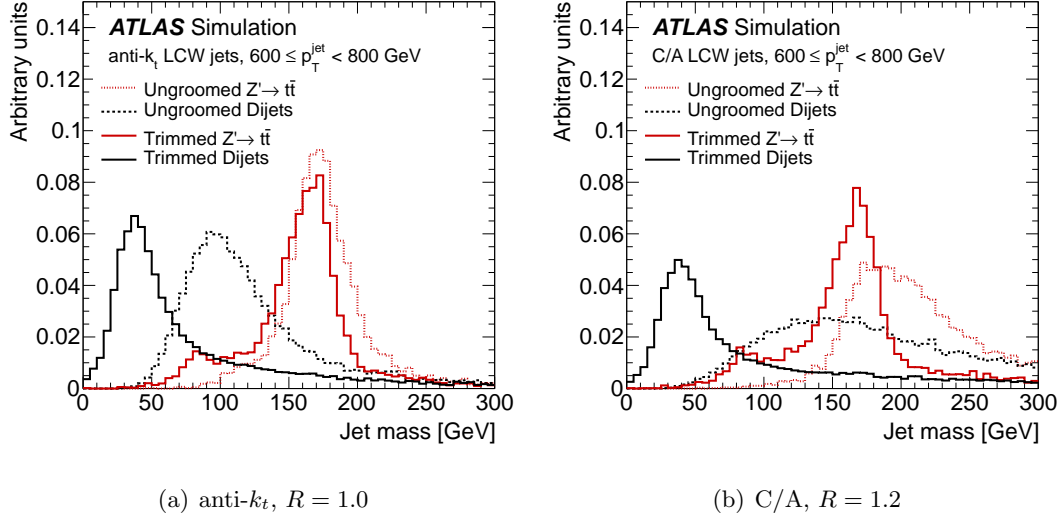 Arbitrary units
0.14
0.12
0.1
0.08
0.06
0.04
0.02
0
ATLAS Simulation
anti-k_t LCW jets, 600 ≤ p_T^jet < 800 GeV
Ungroomed Z'→ tt̄
Ungroomed Dijets
Trimmed Z'→ tt̄
Trimmed Dijets
0 50 100 150 200 250 300
Jet mass [GeV]
(a) anti-k_t, R = 1.0
Arbitrary units
0.14
0.12
0.1
0.08
0.06
0.04
0.02
0
ATLAS Simulation
C/A LCW jets, 600 ≤ p_T^jet < 800 GeV
Ungroomed Z'→ tt̄
Ungroomed Dijets
Trimmed Z'→ tt̄
Trimmed Dijets
0 50 100 150 200 250 300
Jet mass [GeV]
(b) C/A, R = 1.2